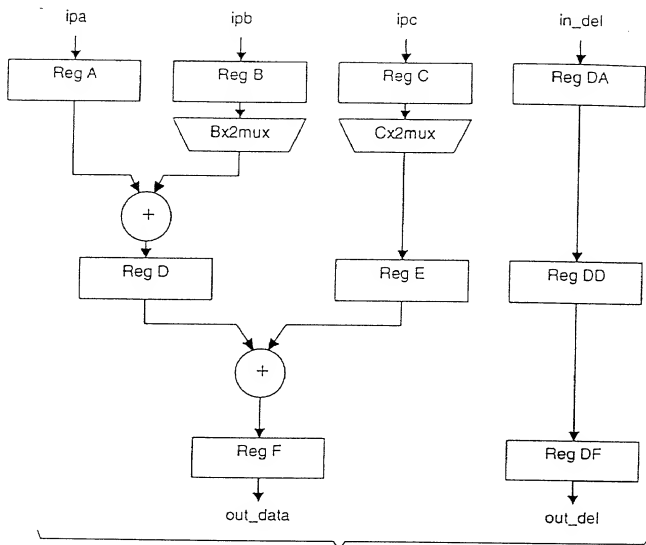 ipa ipb ipc in_del
Reg A Reg B Reg C Reg DA
Bx2mux Cx2mux
+
Reg D Reg E Reg DD
+
Reg F Reg DF
out_data out_del